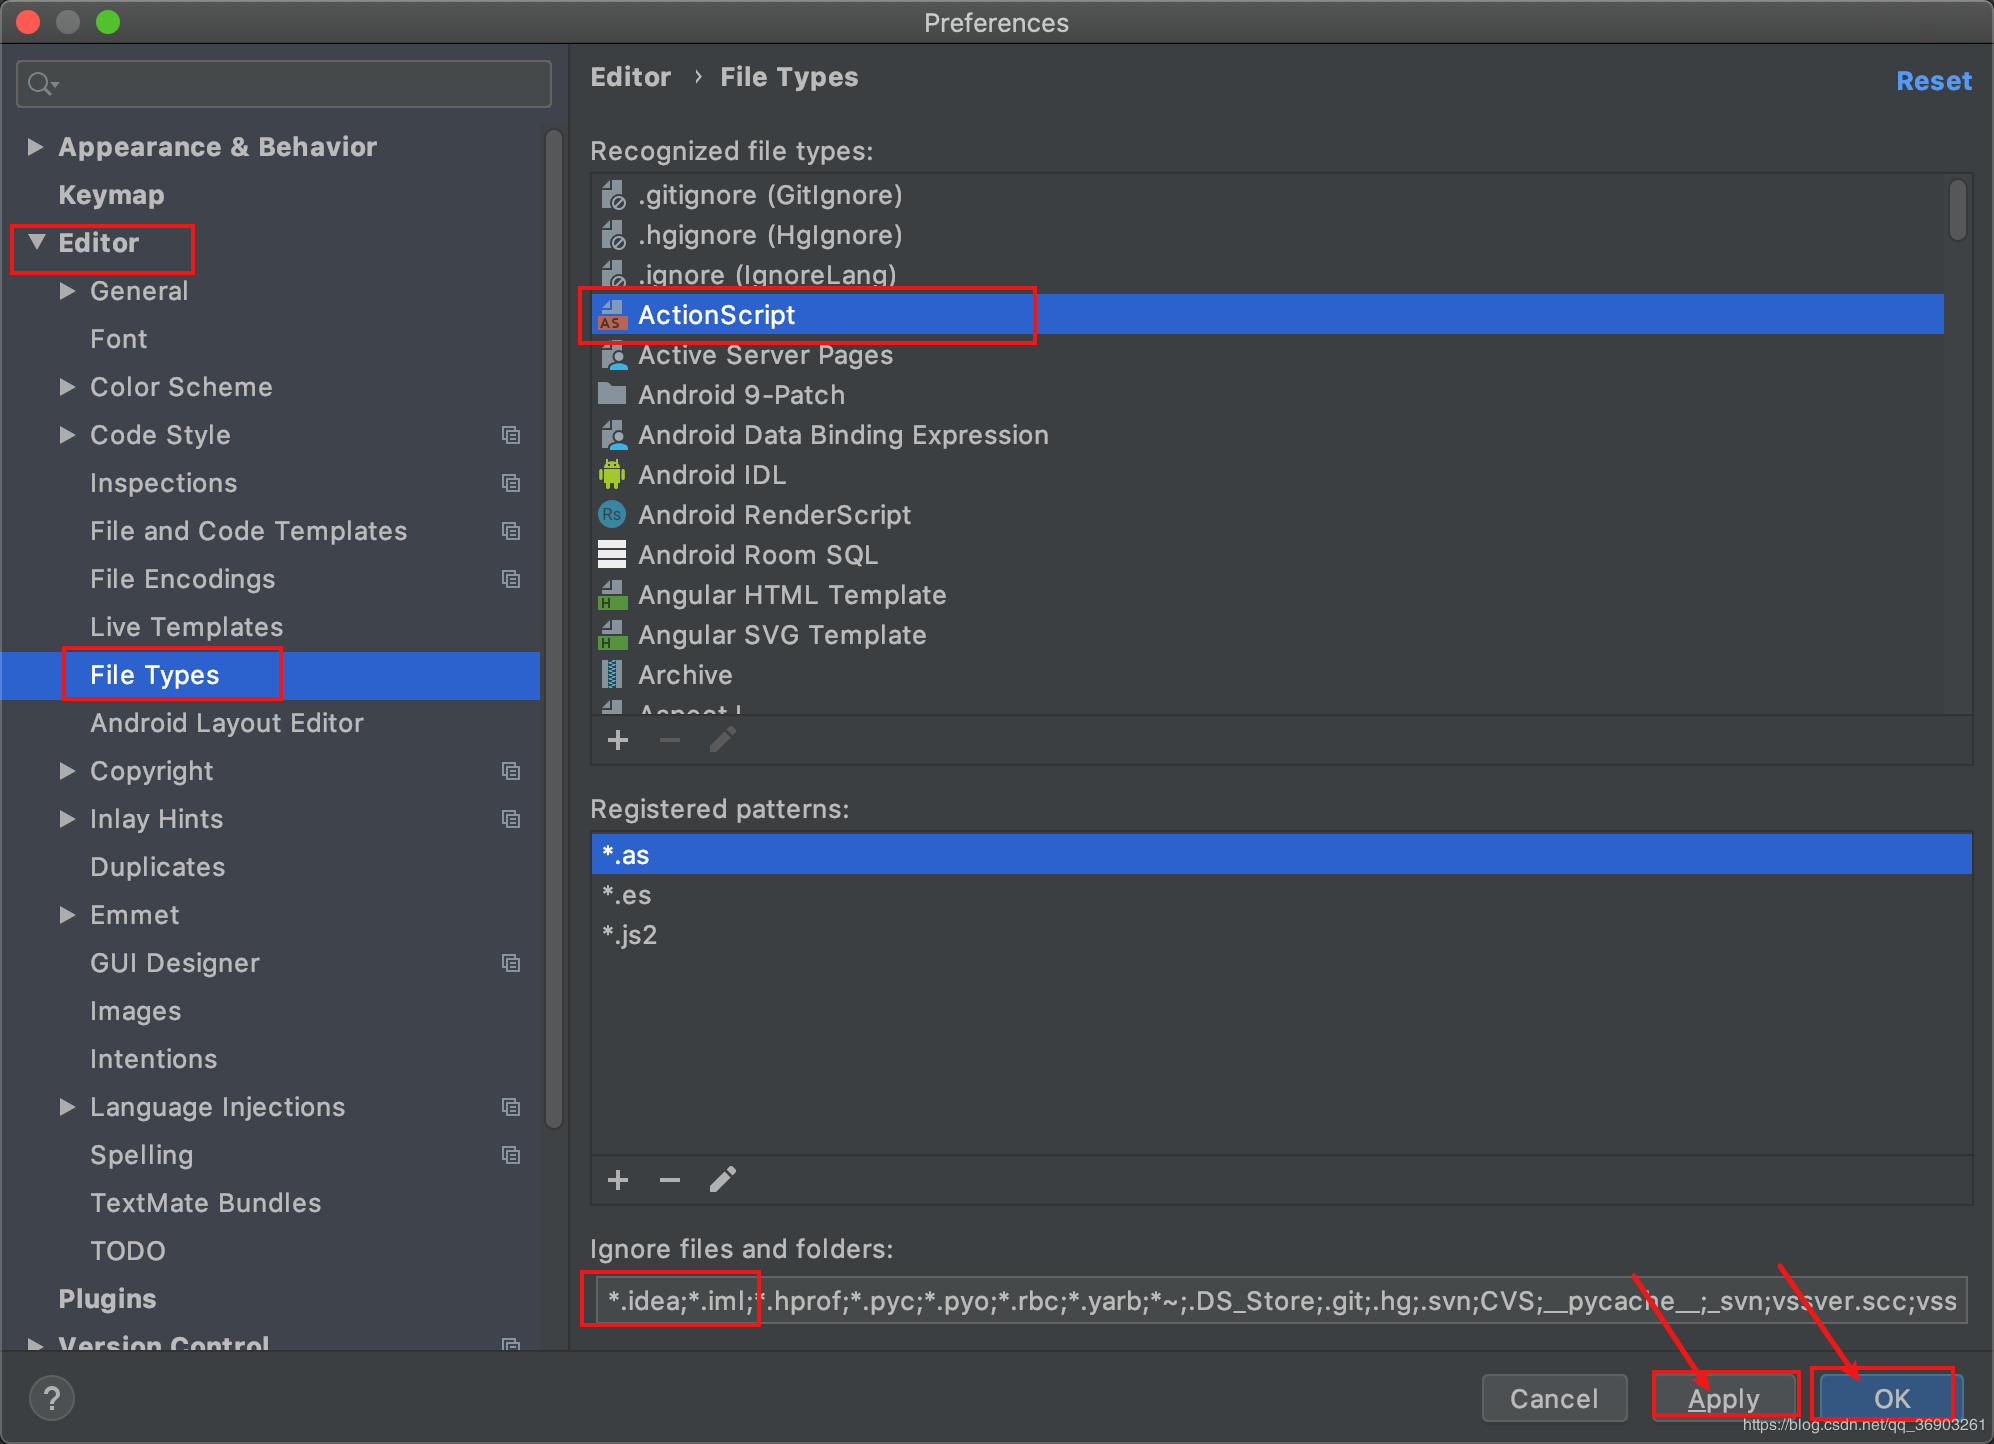 Preferences
Appearance & Behavior
Keymap
Editor
General
Font
Color Scheme
Code Style
Inspections
File and Code Templates
File Encodings
Live Templates
File Types
Android Layout Editor
Copyright
Inlay Hints
Duplicates
Emmet
GUI Designer
Images
Intentions
Language Injections
Spelling
TextMate Bundles
TODO
Plugins
Version Control
Editor › File Types
Reset
Recognized file types:
.gitignore (GitIgnore)
.hgignore (HgIgnore)
.ignore (IgnoreLang)
AS ActionScript
Active Server Pages
Android 9-Patch
Android Data Binding Expression
Android IDL
Rs Android RenderScript
Android Room SQL
H Angular HTML Template
H Angular SVG Template
Archive
AspectJ
Registered patterns:
*.as
*.es
*.js2
Ignore files and folders:
*.idea;*.iml;*.hprof;*.pyc;*.pyo;*.rbc;*.yarb;*~;.DS_Store;.git;.hg;.svn;CVS;__pycache__;_svn;vssver.scc;vss
?
Cancel
Apply
OK
https://blog.csdn.net/qq_36903261